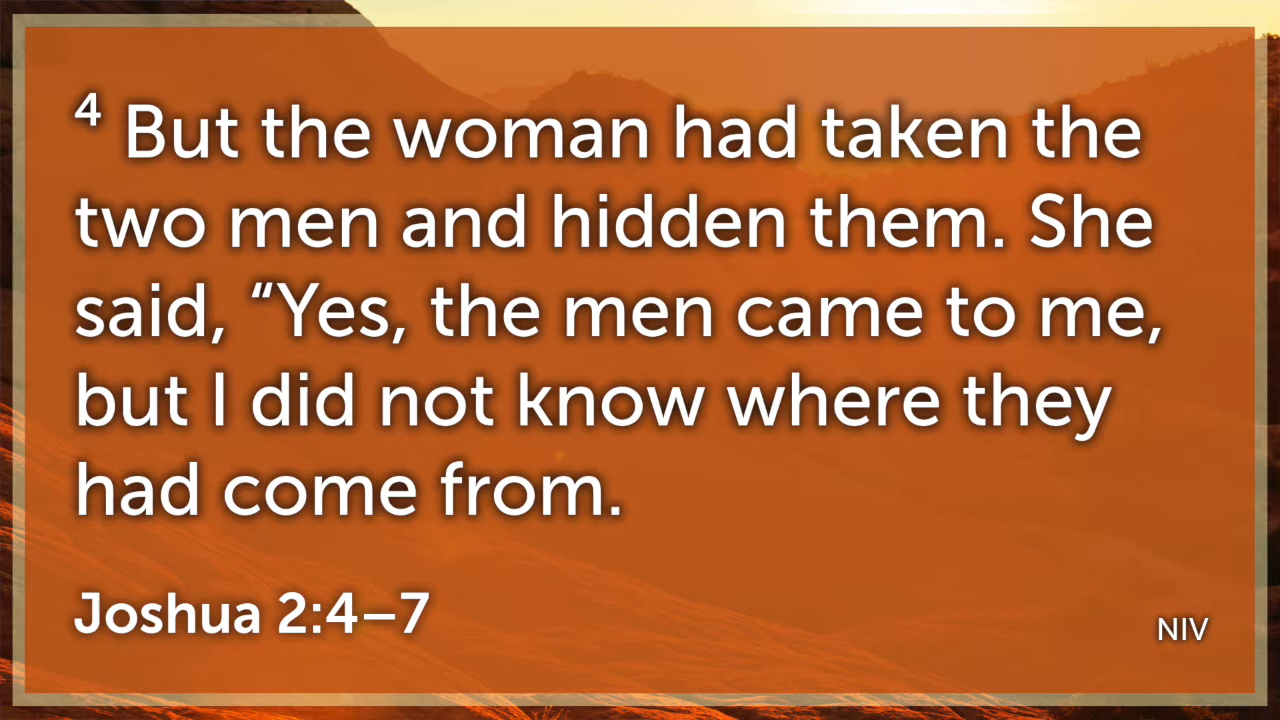 4 But the woman had taken the
two men and hidden them. She
said, “Yes, the men came to me,
but I did not know where they
had come from.
Joshua 2:4–7
NIV